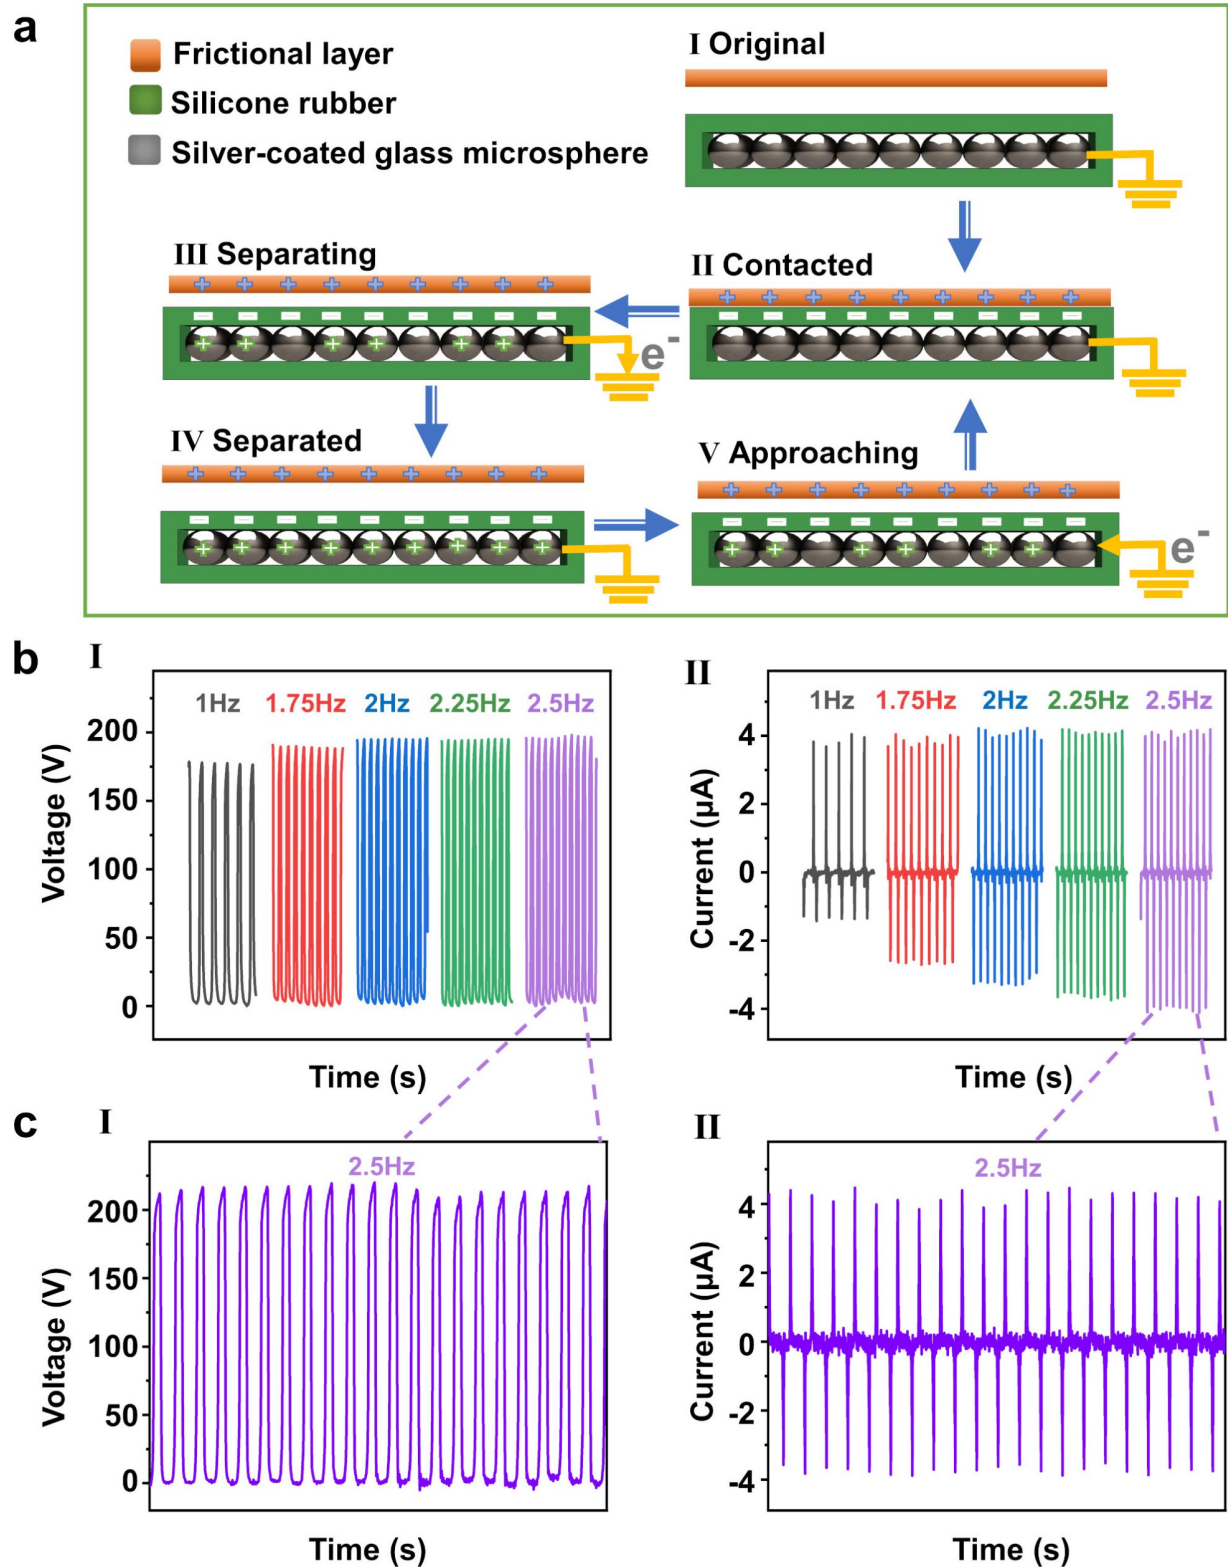 a
Frictional layer
Silicone rubber
Silver-coated glass microsphere
I Original
III Separating
II Contacted
e-
IV Separated
V Approaching
e-
b
I
1Hz 1.75Hz 2Hz 2.25Hz 2.5Hz
200
150
100
50
0
Voltage (V)
Time (s)
II
1Hz 1.75Hz 2Hz 2.25Hz 2.5Hz
4
2
0
-2
-4
Current (μA)
Time (s)
c
I
2.5Hz
200
150
100
50
0
Voltage (V)
Time (s)
II
2.5Hz
4
2
0
-2
-4
Current (μA)
Time (s)